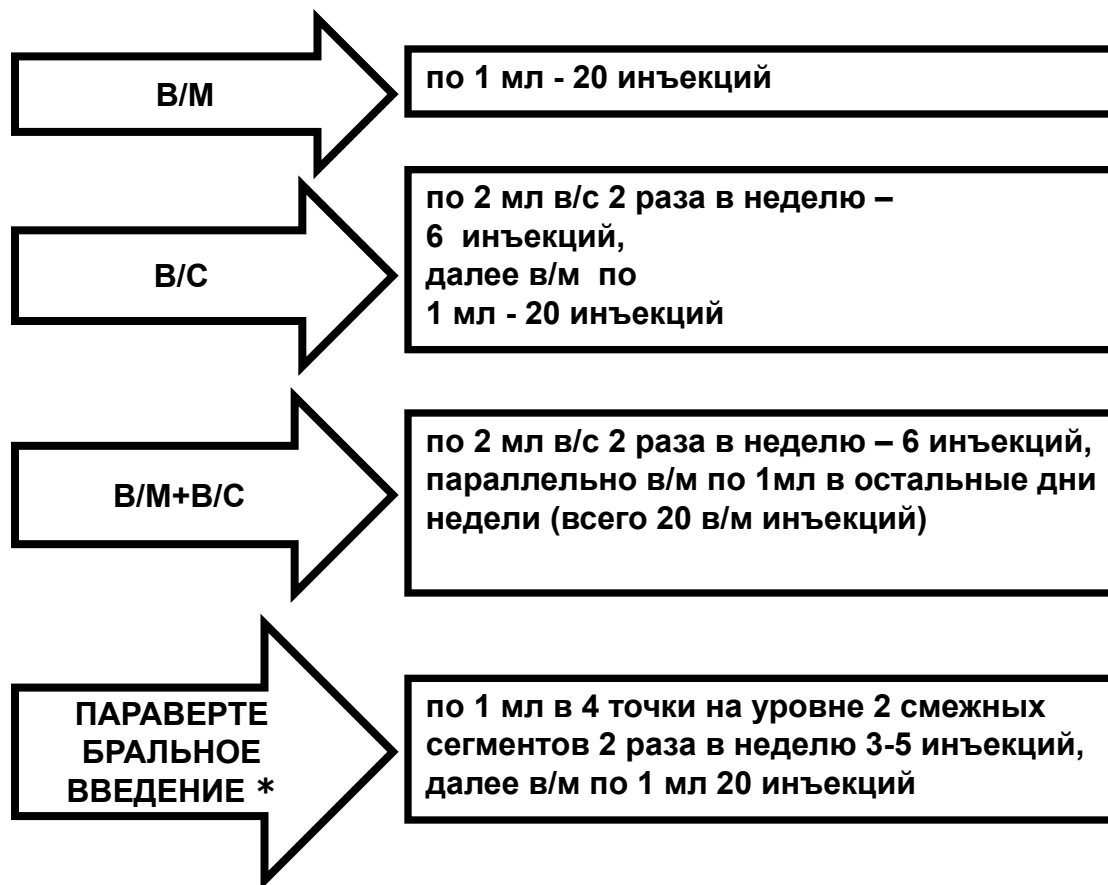 В/М
по 1 мл - 20 инъекций
В/С
по 2 мл в/с 2 раза в неделю –
6 инъекций,
далее в/м по
1 мл - 20 инъекций
В/М+В/С
по 2 мл в/с 2 раза в неделю – 6 инъекций,
параллельно в/м по 1мл в остальные дни
недели (всего 20 в/м инъекций)
ПАРАВЕРТЕ
БРАЛЬНОЕ
ВВЕДЕНИЕ *
по 1 мл в 4 точки на уровне 2 смежных
сегментов 2 раза в неделю 3-5 инъекций,
далее в/м по 1 мл 20 инъекций